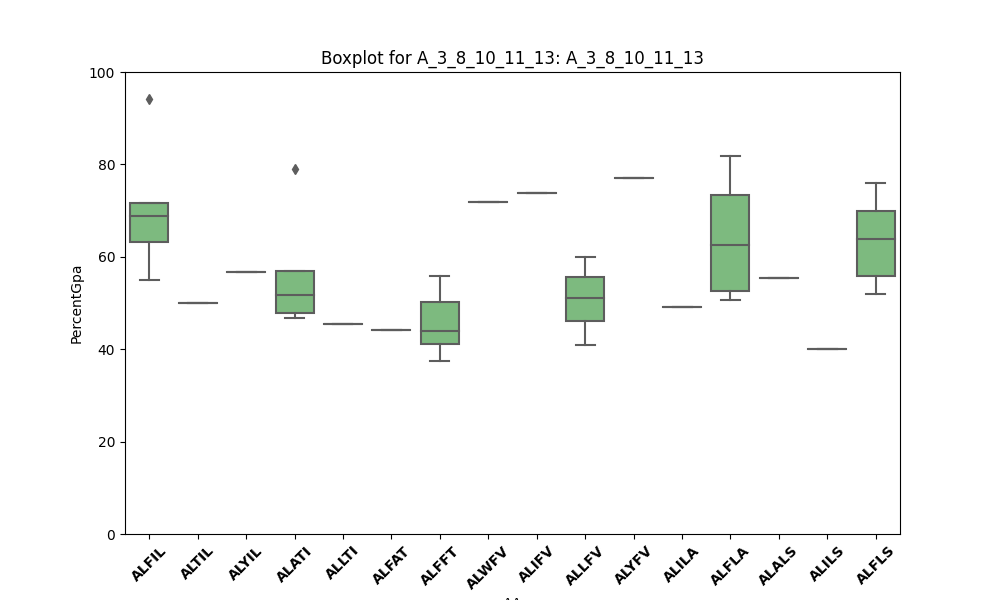 Boxplot for A_3_8_10_11_13: A_3_8_10_11_13
100
80
60
40
20
0
PercentGpa
ALFIL
ALTIL
ALYIL
ALATI
ALLTI
ALFAT
ALFFT
ALWFV
ALIFV
ALLFV
ALYFV
ALILA
ALFLA
ALALS
ALILS
ALFLS